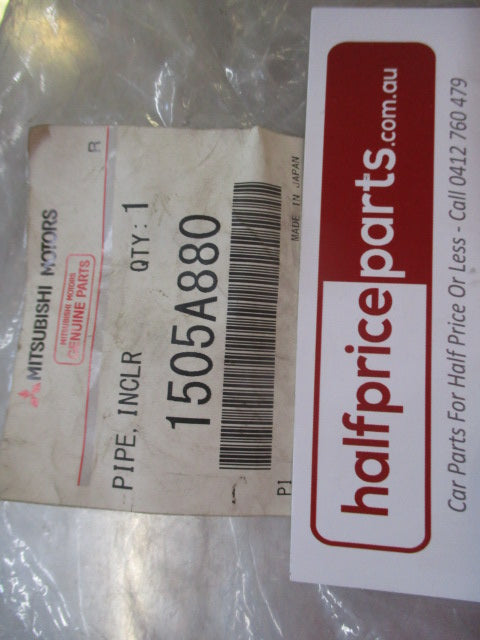 R
MITSUBISHI MOTORS
MITSUBISHI MOTORS
GENUINE PARTS
PIPE, INCLR QTY: 1
1505A880
MADE IN JAPAN
halfpriceparts.com.au
Car Parts For Half Price Or Less - Call 0412 760 479